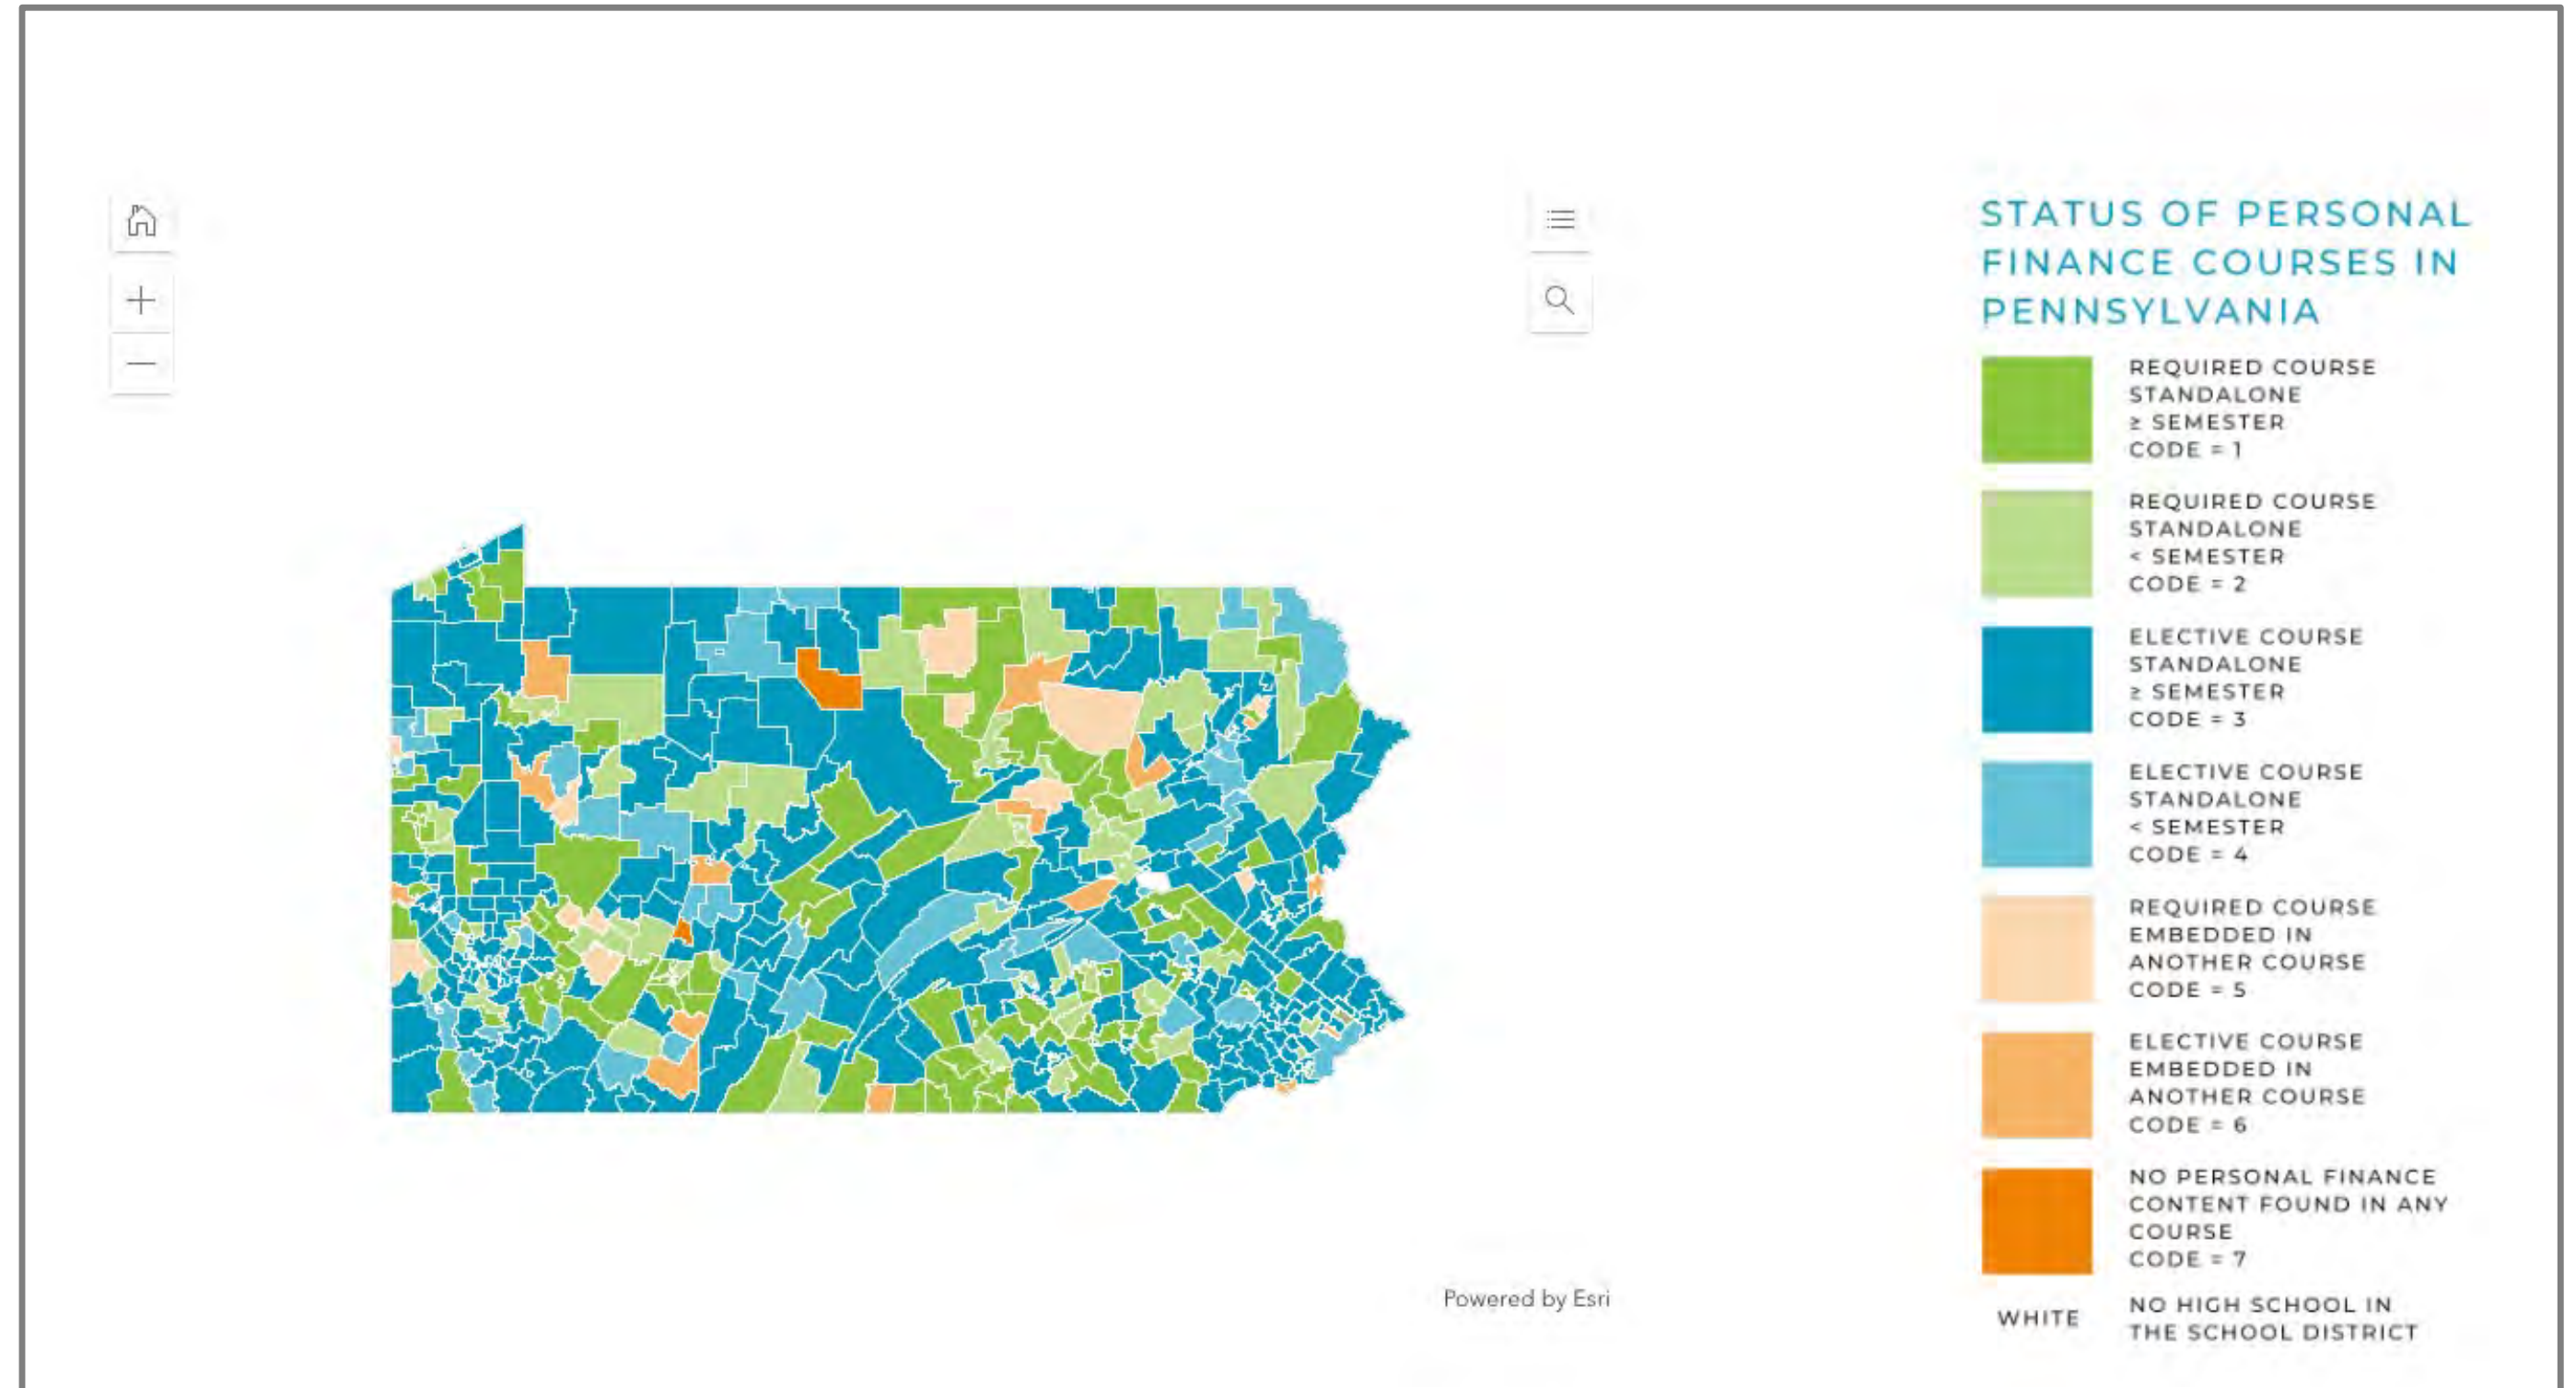 STATUS OF PERSONAL
FINANCE COURSES IN
PENNSYLVANIA
REQUIRED COURSE
STANDALONE
≥ SEMESTER
CODE = 1
REQUIRED COURSE
STANDALONE
< SEMESTER
CODE = 2
ELECTIVE COURSE
STANDALONE
≥ SEMESTER
CODE = 3
ELECTIVE COURSE
STANDALONE
< SEMESTER
CODE = 4
REQUIRED COURSE
EMBEDDED IN
ANOTHER COURSE
CODE = 5
ELECTIVE COURSE
EMBEDDED IN
ANOTHER COURSE
CODE = 6
NO PERSONAL FINANCE
CONTENT FOUND IN ANY
COURSE
CODE = 7
WHITE
NO HIGH SCHOOL IN
THE SCHOOL DISTRICT
Powered by Esri